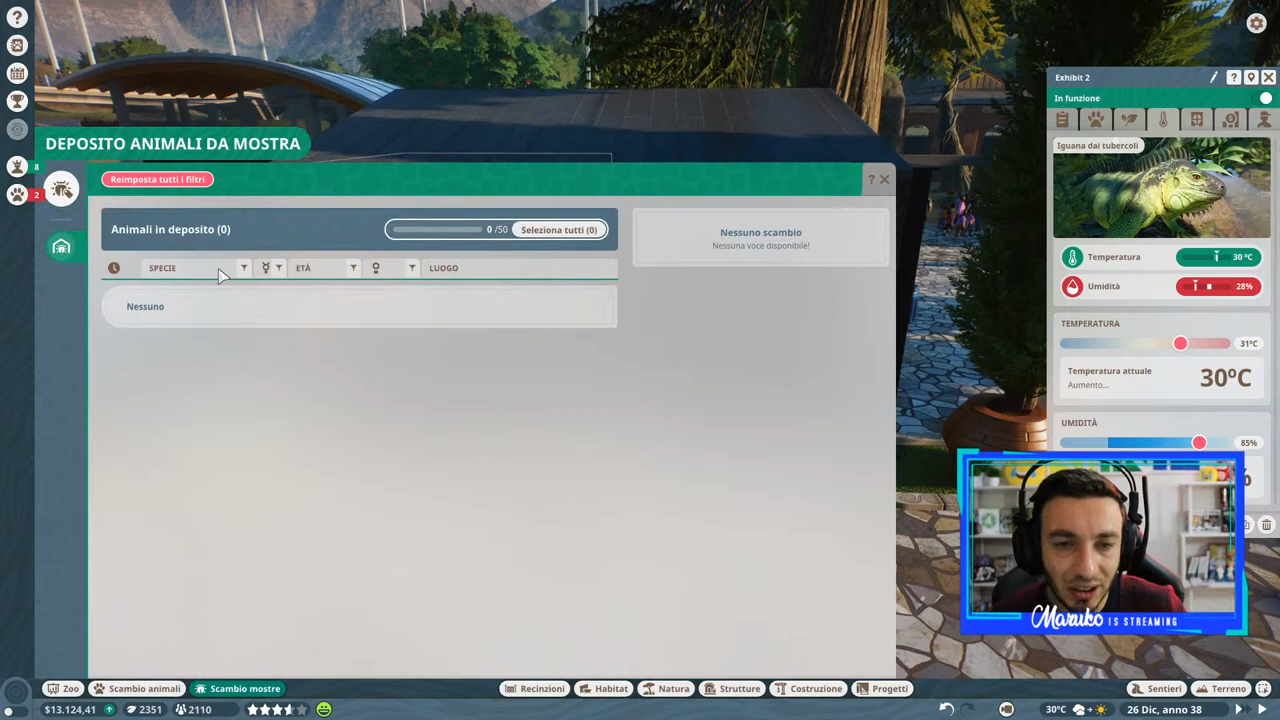 Exhibit 2
In funzione
8
2
DEPOSITO ANIMALI DA MOSTRA
Reimposta tutti i filtri
Animali in deposito (0)
0 /50
Seleziona tutti (0)
SPECIE
ETÀ
LUOGO
Nessuno
Nessuno scambio
Nessuna voce disponibile!
Iguana dai tubercoli
Temperatura
30 °C
Umidità
28%
TEMPERATURA
31°C
Temperatura attuale
Aumento...
30°C
UMIDITÀ
85%
%
Maruko IS STREAMING
Zoo
Scambio animali
Scambio mostre
Recinzioni
Habitat
Natura
Strutture
Costruzione
Progetti
Sentieri
Terreno
$13.124,41
2351
2110
30°C
26 Dic, anno 38